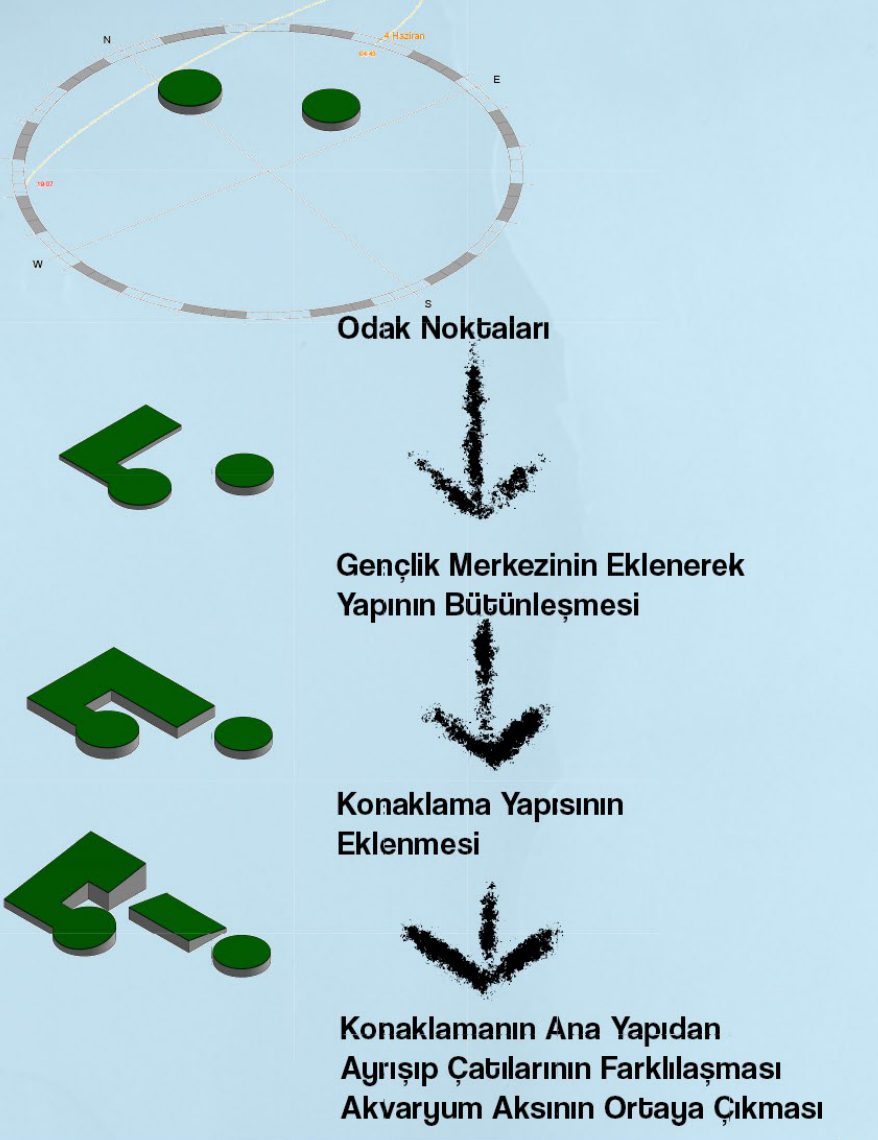 N
4 Haziran
04:43
E
19:07
W
S
Odak Noktaları
Gençlik Merkezinin Eklenerek
Yapının Bütünleşmesi
Konaklama Yapısının
Eklenmesi
Konaklamanın Ana Yapıdan
Ayrışıp Çatılarının Farklılaşması
Akvaryum Aksının Ortaya Çıkması